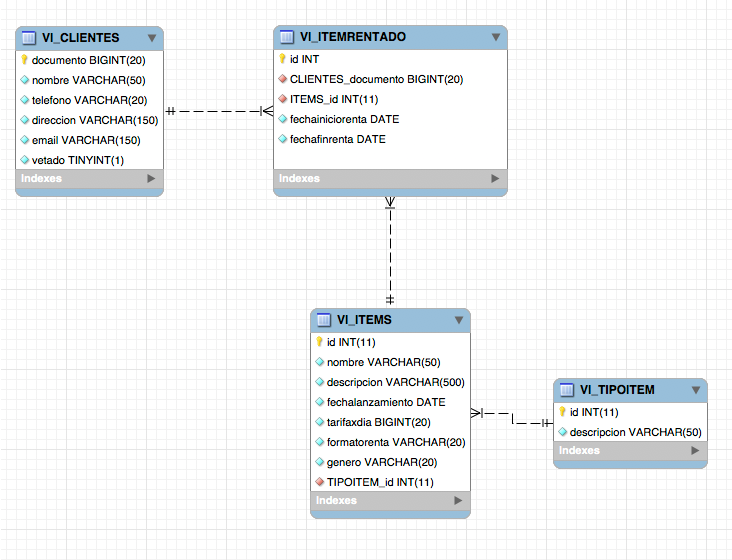 VI_CLIENTES
documento BIGINT(20)
nombre VARCHAR(50)
telefono VARCHAR(20)
direccion VARCHAR(150)
email VARCHAR(150)
vetado TINYINT(1)
Indexes
VI_ITEMRENTADO
id INT
CLIENTES_documento BIGINT(20)
ITEMS_id INT(11)
fechainiciorenta DATE
fechafinrenta DATE
Indexes
VI_ITEMS
id INT(11)
nombre VARCHAR(50)
descripcion VARCHAR(500)
fechalanzamiento DATE
tarifaxdia BIGINT(20)
formatorenta VARCHAR(20)
genero VARCHAR(20)
TIPOITEM_id INT(11)
Indexes
VI_TIPOITEM
id INT(11)
descripcion VARCHAR(50)
Indexes